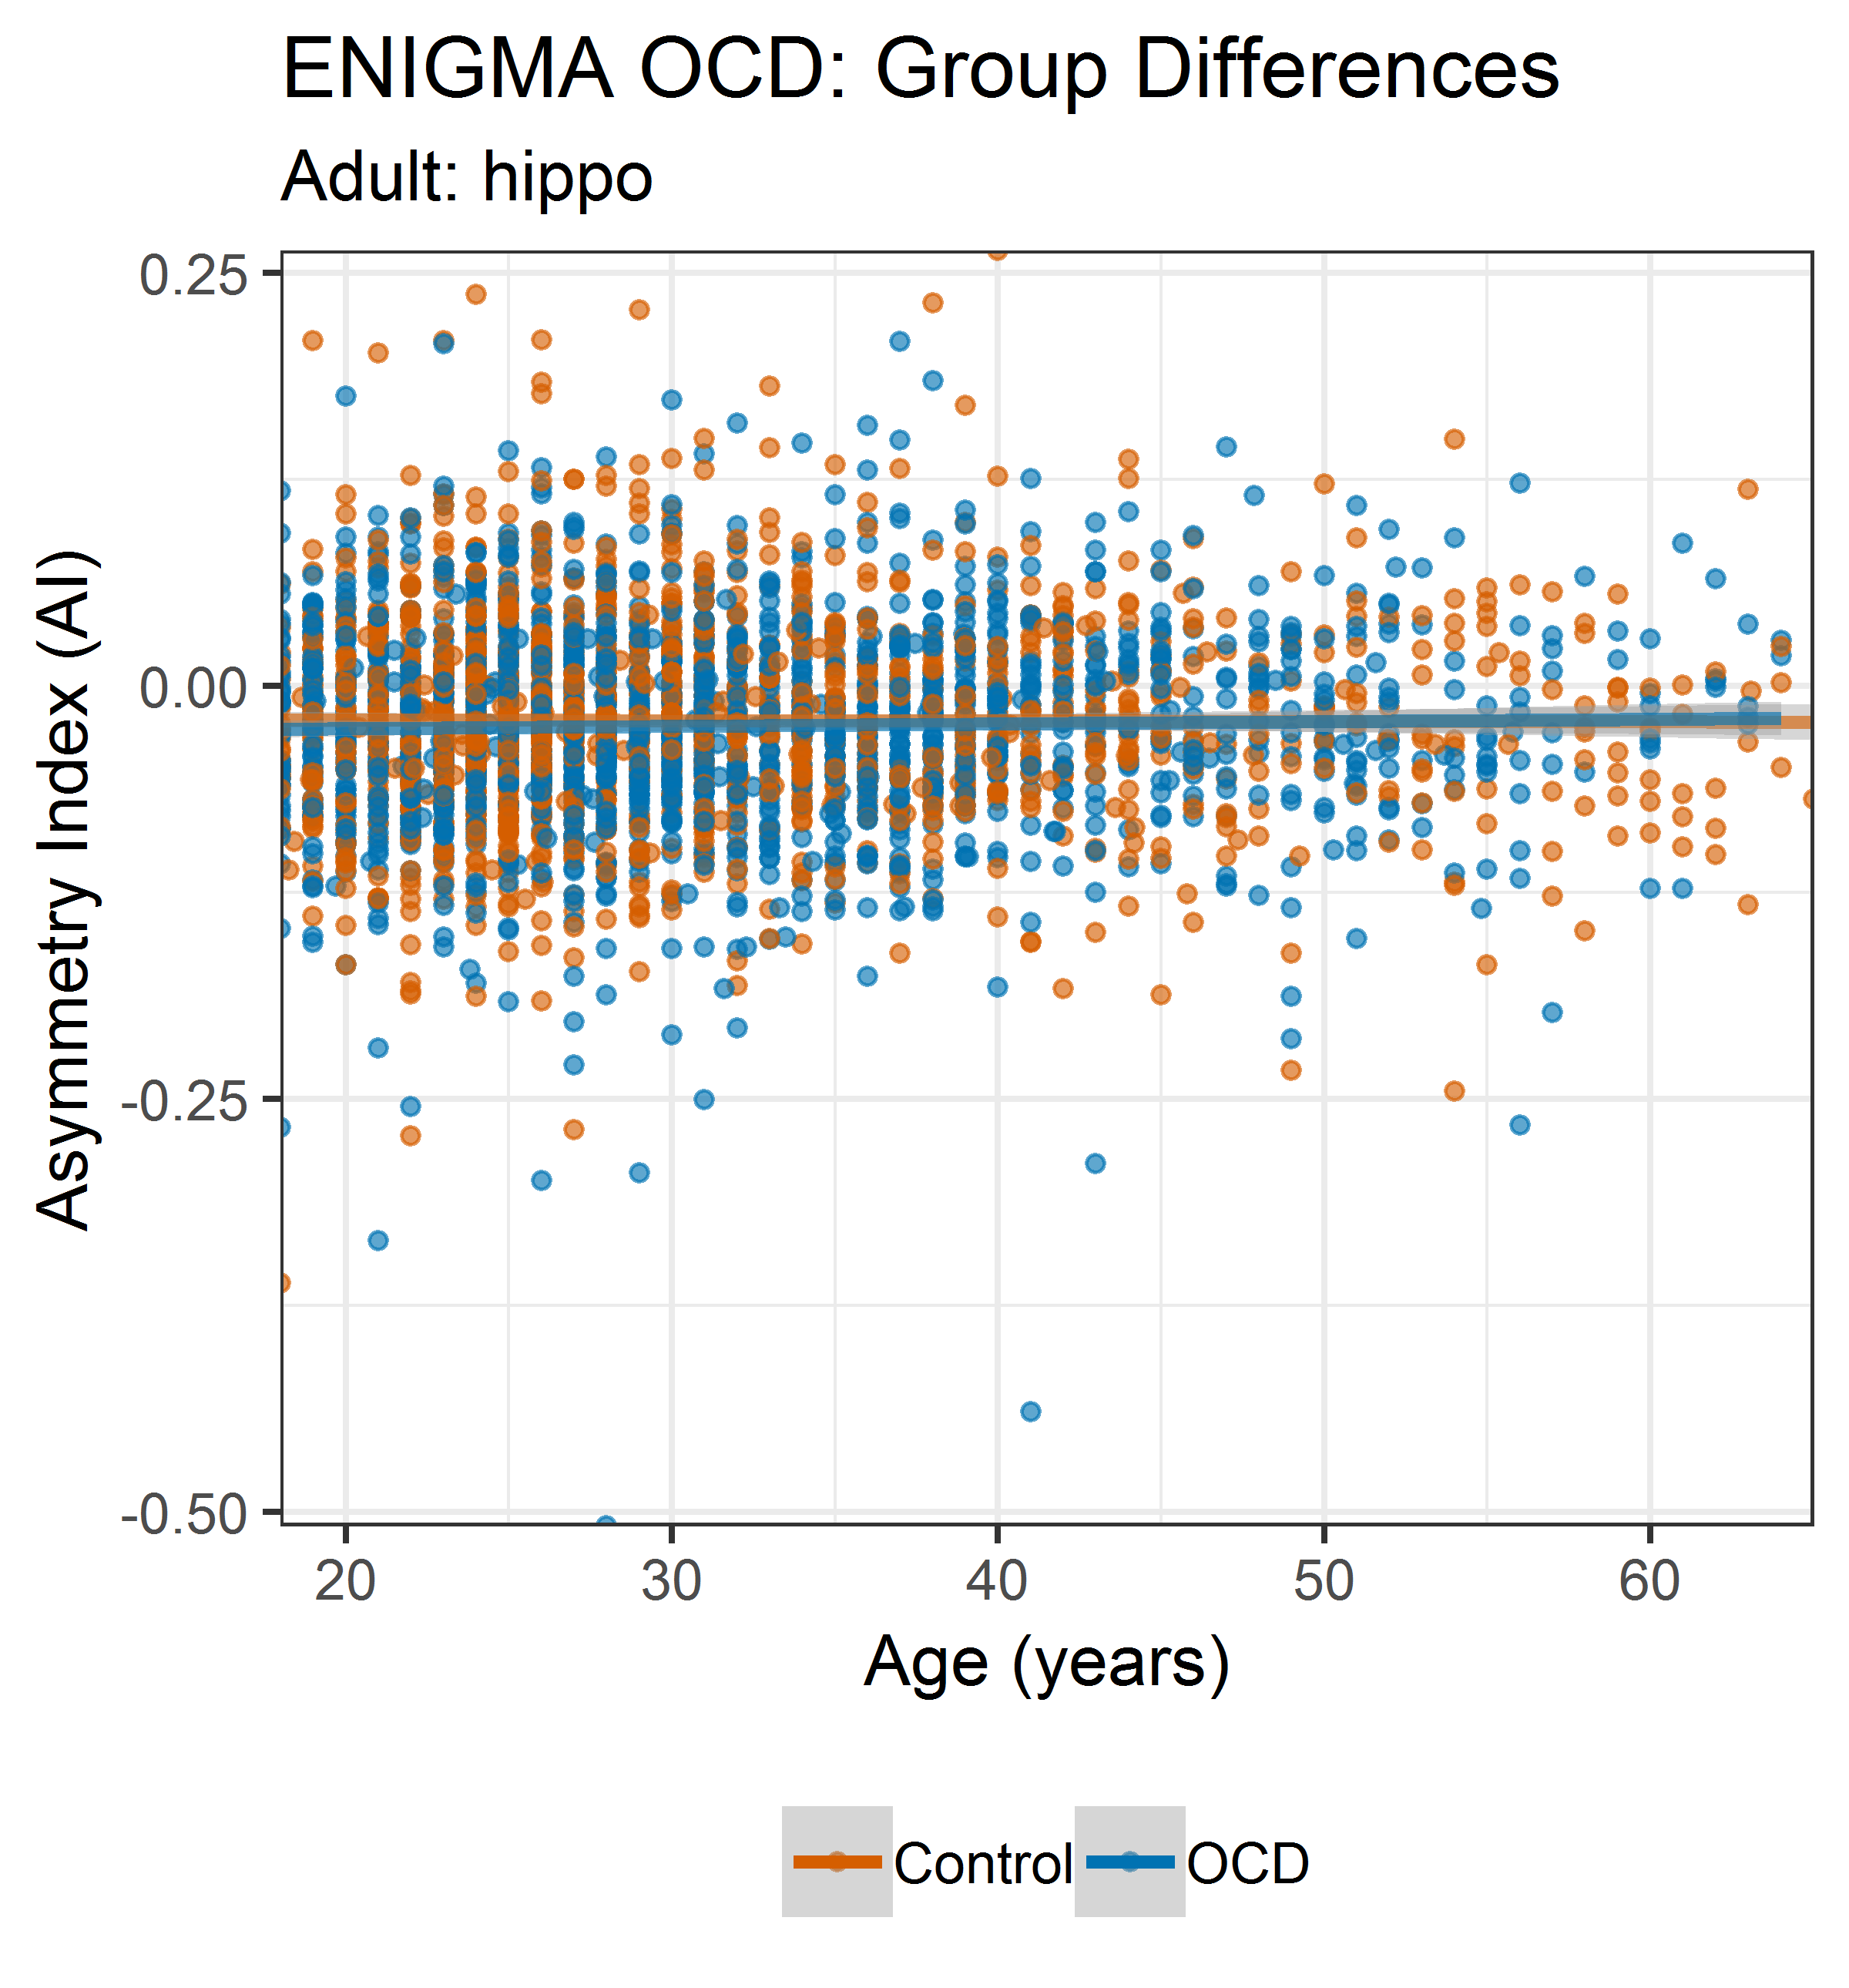 ENIGMA OCD: Group Differences
Adult: hippo
Asymmetry Index (AI)
0.25
0.00
-0.25
-0.50
20 30 40 50 60
Age (years)
Control OCD